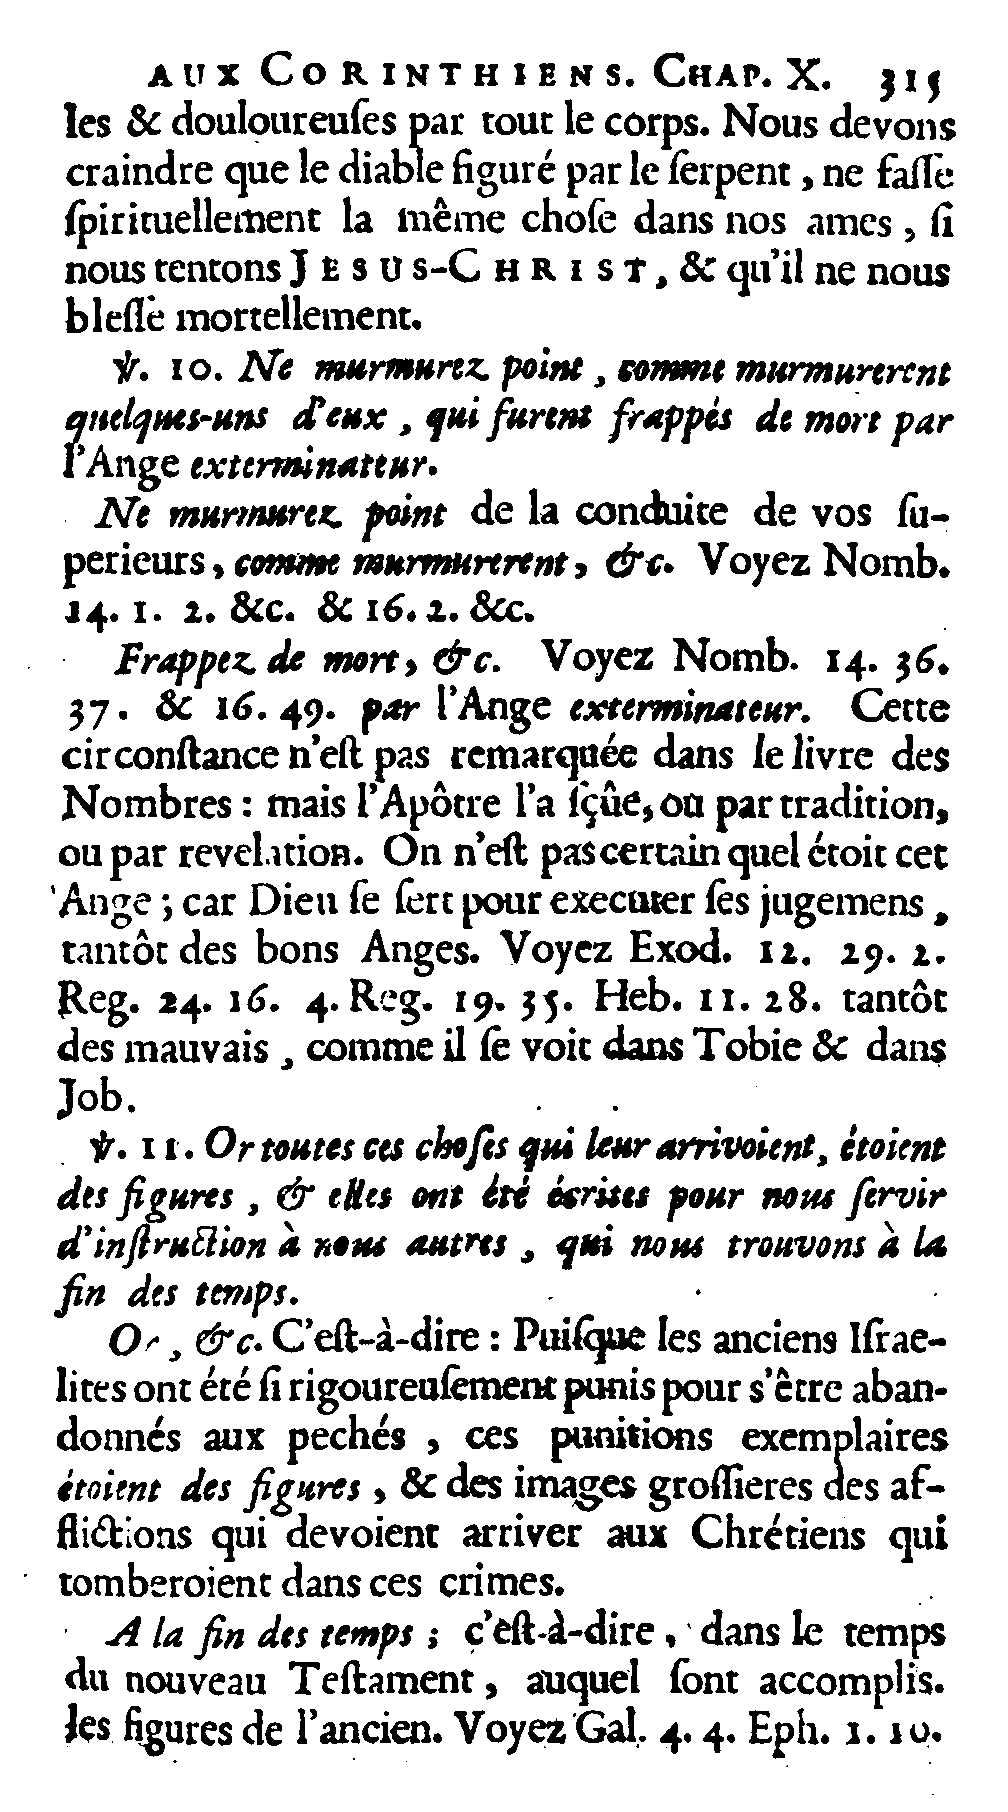 AUX CORINTHIENS. CHAP. X. 315
les & douloureuſes par tout le corps. Nous devons
craindre que le diable figuré par le ſerpent, ne faſſe
ſpirituellement la même choſe dans nos ames, ſi
nous tentons JESUS-CHRIST, & qu'il ne nous
bleſſe mortellement.
℣. 10. Ne murmurez point, comme murmurerent
quelques-uns d'eux, qui furent frappés de mort par
l'Ange exterminateur.
Ne murmurez point de la conduite de vos ſu-
perieurs, comme murmurerent, &c. Voyez Nomb.
14. 1. 2. &c. & 16. 2. &c.
Frappez de mort, &c. Voyez Nomb. 14. 36.
37. & 16. 49. par l'Ange exterminateur. Cette
circonſtance n'eſt pas remarquée dans le livre des
Nombres : mais l'Apôtre l'a ſçûe, ou par tradition,
ou par revelation. On n'eſt pas certain quel étoit cet
Ange ; car Dieu ſe ſert pour executer ſes jugemens,
tantôt des bons Anges. Voyez Exod. 12. 29. 2.
Reg. 24. 16. 4. Reg. 19. 35. Heb. 11. 28. tantôt
des mauvais, comme il ſe voit dans Tobie & dans
Job.
℣. 11. Or toutes ces choſes qui leur arrivoient, étoient
des figures, & elles ont été écrites pour nous ſervir
d'inſtruction à nous autres, qui nous trouvons à la
fin des temps.
Or, &c. C'eſt-à-dire : Puiſque les anciens Iſrae-
lites ont été ſi rigoureuſement punis pour s'être aban-
donnés aux pechés, ces punitions exemplaires
étoient des figures, & des images groſſieres des af-
flictions qui devoient arriver aux Chrétiens qui
tomberoient dans ces crimes.
A la fin des temps ; c'eſt-à-dire, dans le temps
du nouveau Teſtament, auquel ſont accomplis.
les figures de l'ancien. Voyez Gal. 4. 4. Eph. 1. 10.